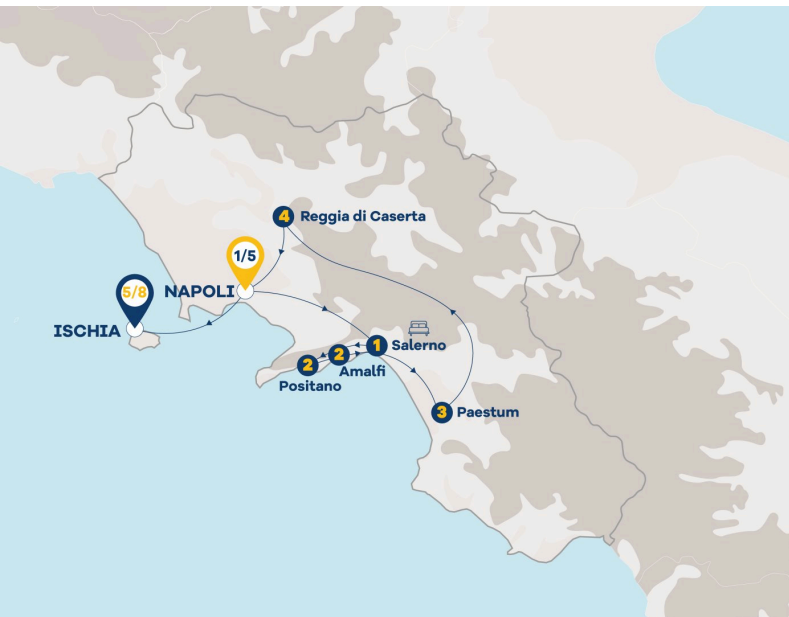 4 Reggia di Caserta
1/5
NAPOLI
5/8
ISCHIA
1 Salerno
2
Amalfi
2
Positano
3 Paestum